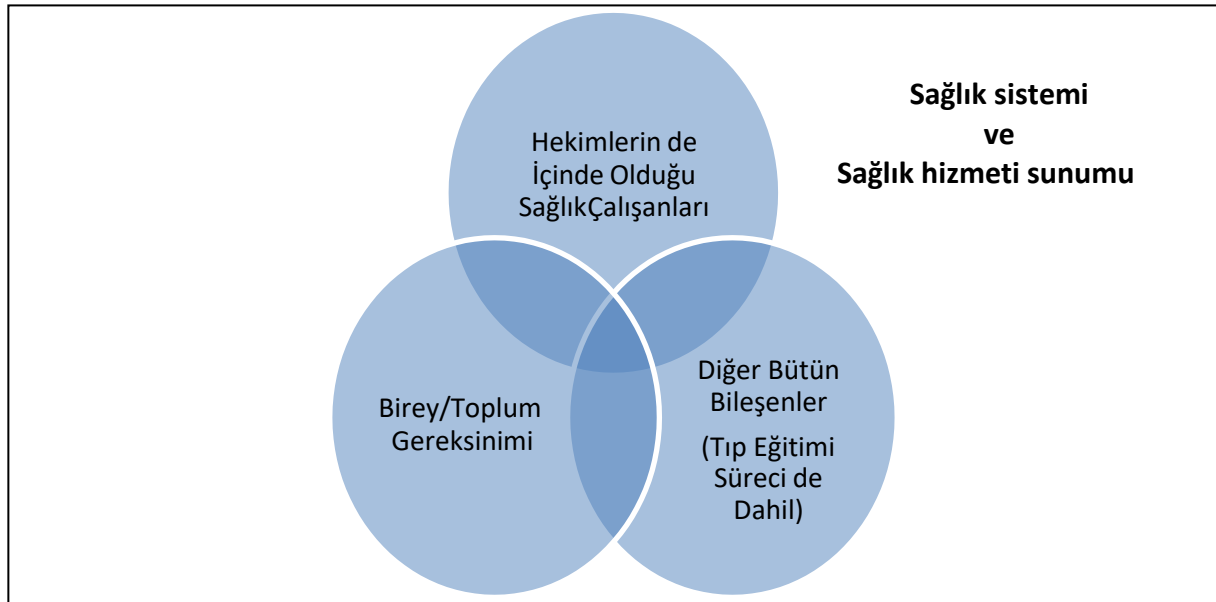 Sağlık sistemi
ve
Sağlık hizmeti sunumu
Hekimlerin de
İçinde Olduğu
SağlıkÇalışanları
Birey/Toplum
Gereksinimi
Diğer Bütün
Bileşenler
(Tıp Eğitimi
Süreci de
Dahil)